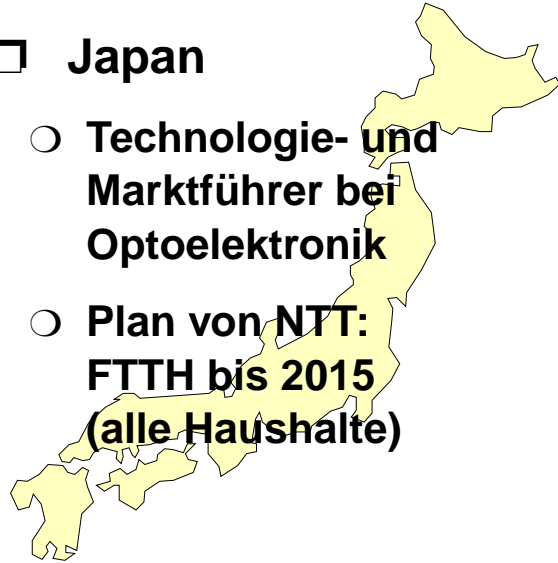 Japan
Technologie- und
Marktführer bei
Optoelektronik
Plan von NTT:
FTTH bis 2015
(alle Haushalte)